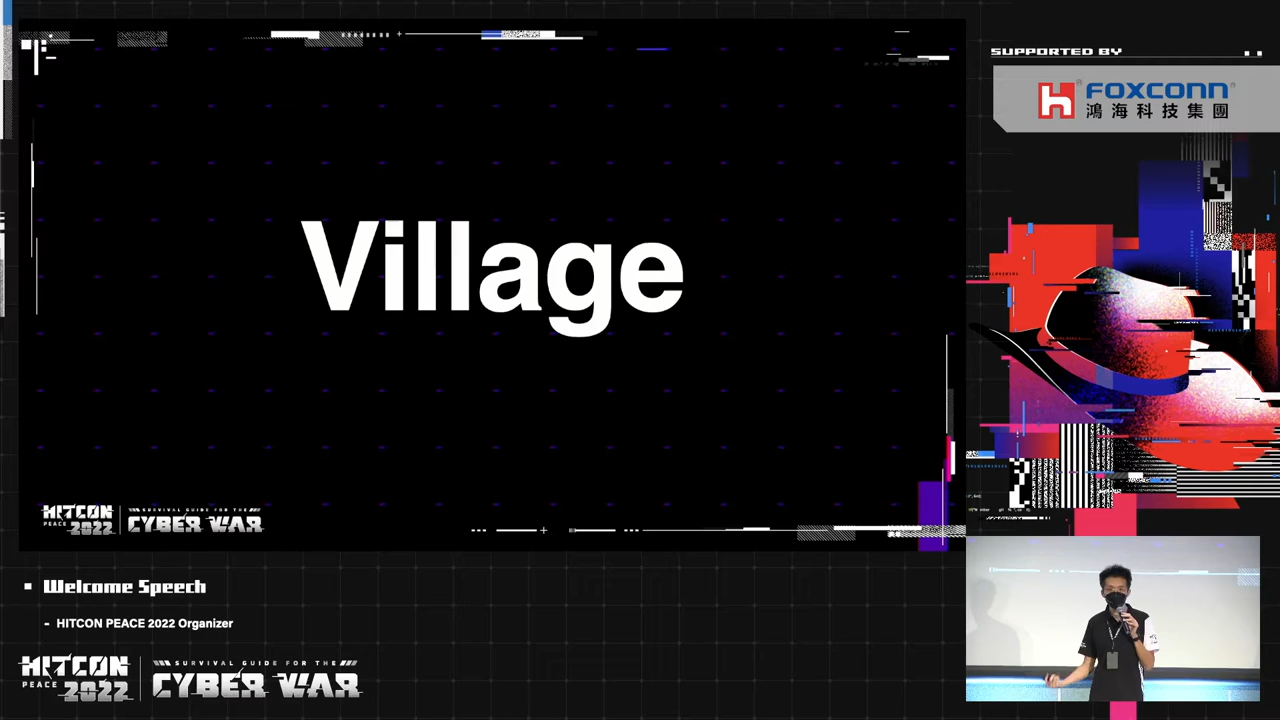 Village
HITCON
PEACE 2022
SURVIVAL GUIDE FOR THE
CYBER WAR
SUPPORTED BY
FOXCONN
鴻海科技集團
Welcome Speech
- HITCON PEACE 2022 Organizer
HITCON
PEACE 2022
SURVIVAL GUIDE FOR THE
CYBER WAR